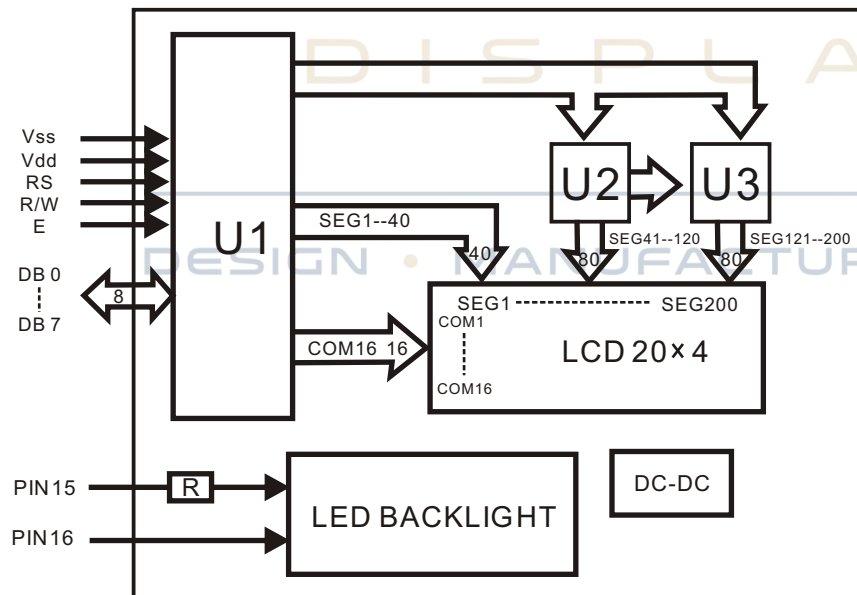 DISPLA
Vss
Vdd
RS
R/W
E
U1
U2
U3
SEG1--40
SEG41--120
SEG121--200
40
80
80
DESIGN • MANUFACTUR
DB 0
8
DB 7
SEG1
SEG200
COM1
COM16 16
LCD 20×4
COM16
PIN15
R
DC-DC
LED BACKLIGHT
PIN16